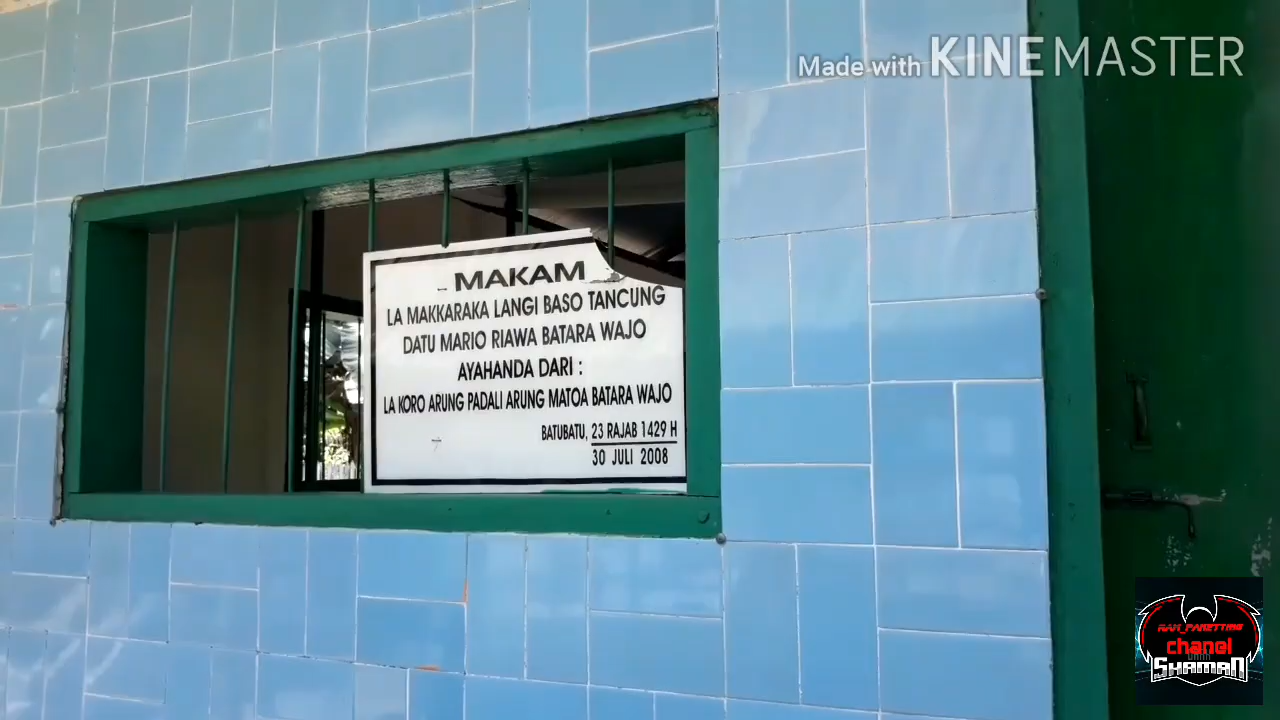 Made with KINEMASTER
MAKAM
LA MAKKARAKA LANGI BASO TANCUNG
DATU MARIO RIAWA BATARA WAJO
AYAHANDA DARI :
LA KORO ARUNG PADALI ARUNG MATOA BATARA WAJO
BATUBATU, 23 RAJAB 1429 H
30 JULI 2008
chanel
SHAMAN